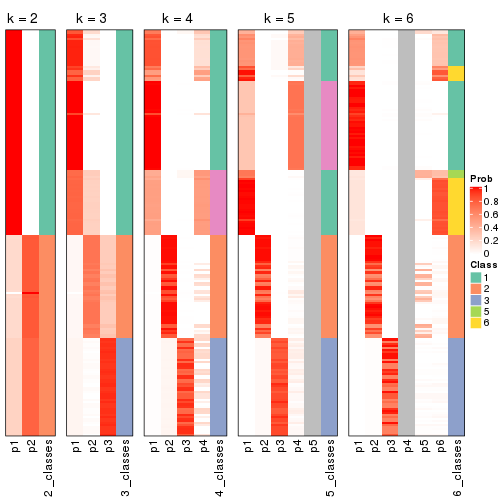 k = 2
k = 3
k = 4
k = 5
k = 6
Prob
1
0.8
0.6
0.4
0.2
0
Class
1
2
3
5
6
p1
p2
2_classes
p1
p2
p3
3_classes
p1
p2
p3
p4
4_classes
p1
p2
p3
p4
p5
5_classes
p1
p2
p3
p4
p5
p6
6_classes